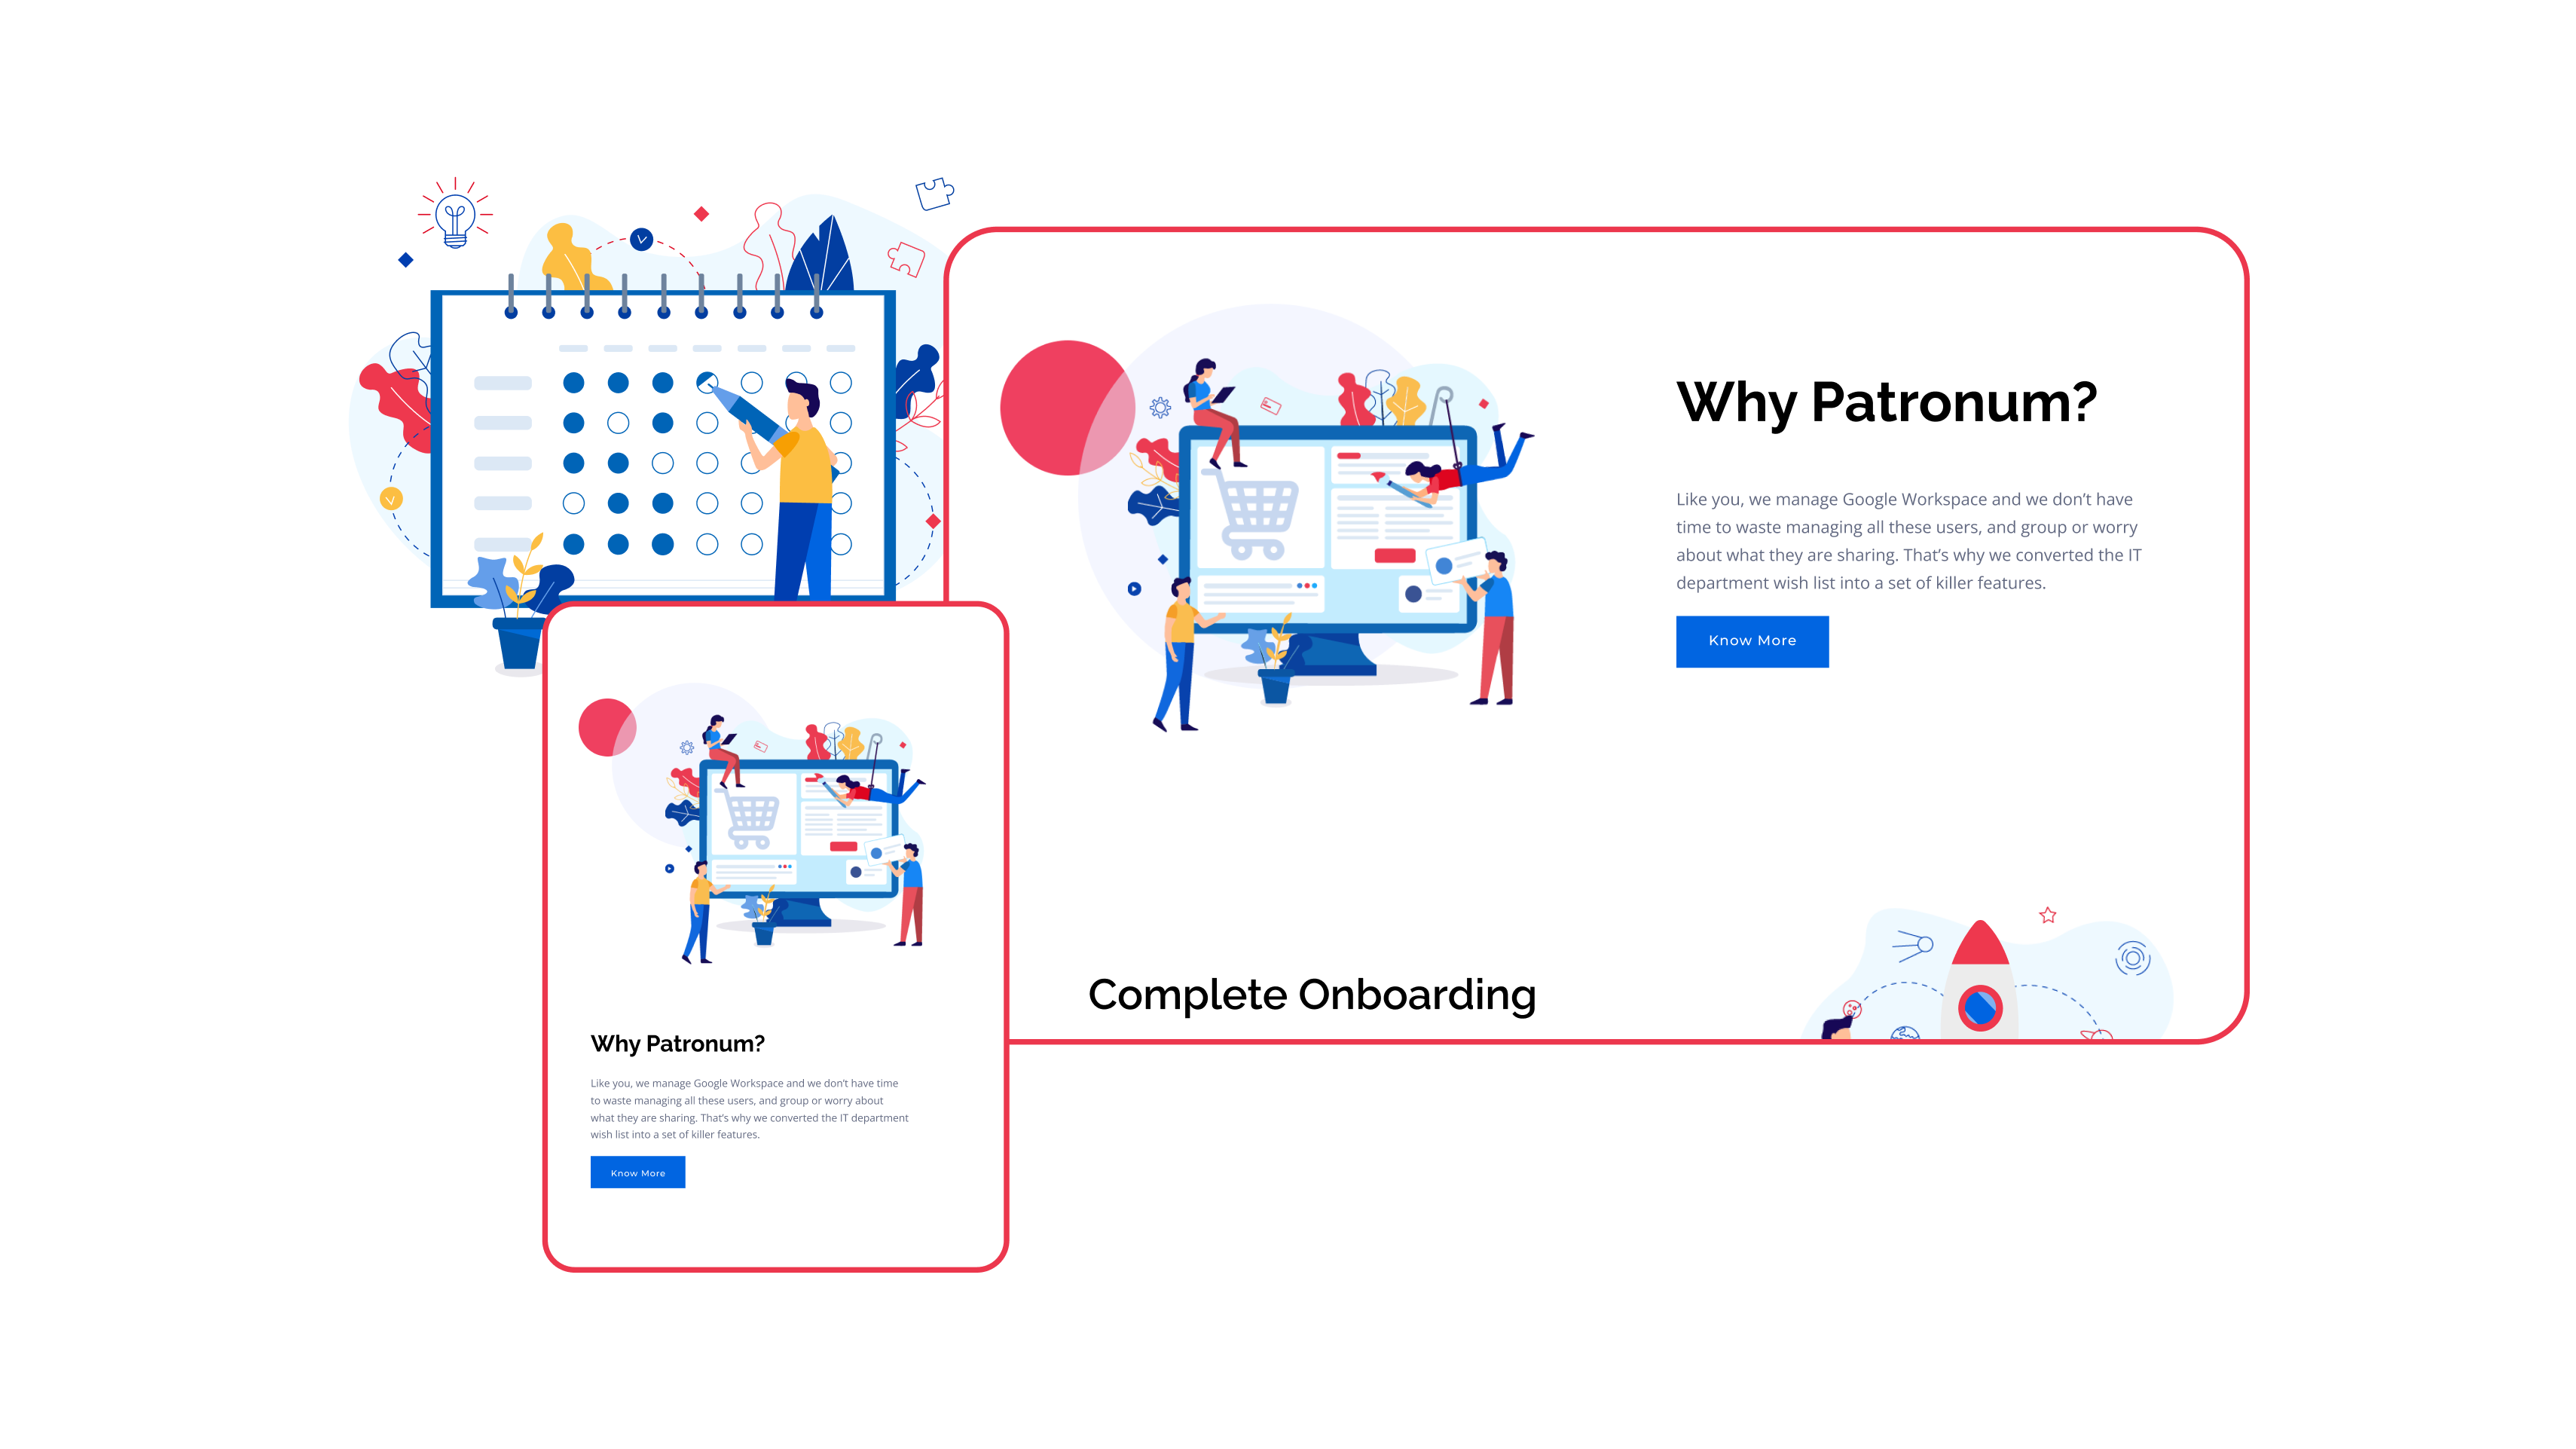 Why Patronum?
Like you, we manage Google Workspace and we don’t have
time to waste managing all these users, and group or worry
about what they are sharing. That’s why we converted the IT
department wish list into a set of killer features.
Know More
Complete Onboarding
Why Patronum?
Like you, we manage Google Workspace and we don’t have time
to waste managing all these users, and group or worry about
what they are sharing. That’s why we converted the IT department
wish list into a set of killer features.
Know More